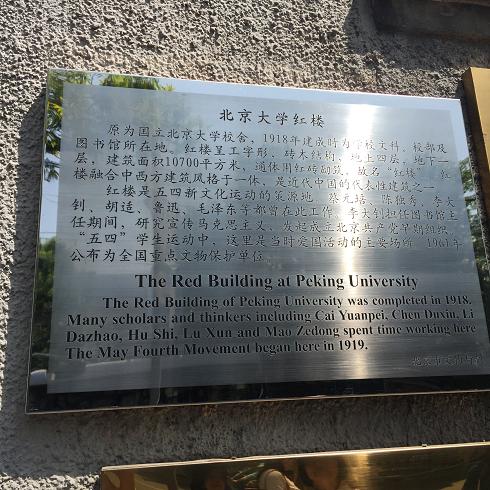 北京大学红楼
原为国立北京大学校舍，1918年建成时为学校文科、校部及
图书馆所在地。红楼呈工字形，砖木结构，地上四层，地下一
层，建筑面积10700平方米，通体用红砖砌筑，故名“红楼”。红
楼融合中西方建筑风格于一体，是近代中国的代表性建筑之一。
红楼是五四新文化运动的策源地，蔡元培、陈独秀、李大
钊、胡适、鲁迅、毛泽东等都曾在此工作。李大钊担任图书馆主
任期间，研究宣传马克思主义，发起成立北京共产党早期组织。
“五四”学生运动中，这里是当时爱国活动的主要场所。1961年
公布为全国重点文物保护单位。
The Red Building at Peking University
The Red Building of Peking University was completed in 1918.
Many scholars and thinkers including Cai Yuanpei, Chen Duxiu, Li
Dazhao, Hu Shi, Lu Xun and Mao Zedong spent time working here
The May Fourth Movement began here in 1919.
北京市文物局